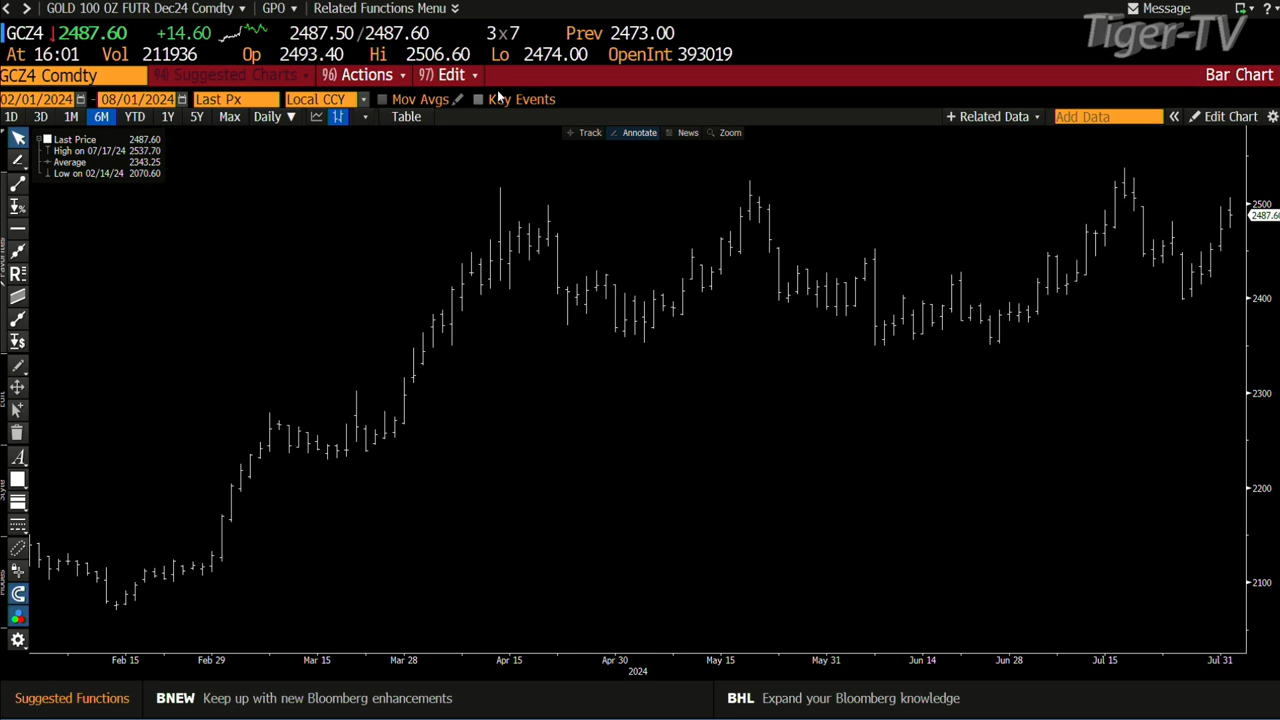 GOLD 100 OZ FUTR Dec24 Comdty GPO Related Functions Menu Message
Tiger-TV
GCZ4 2487.60 +14.60 2487.50/2487.60 3x7 Prev 2473.00
At 16:01 Vol 211936 Op 2493.40 Hi 2506.60 Lo 2474.00 OpenInt 393019
GCZ4 Comdty 94) Suggested Charts 96) Actions 97) Edit Bar Chart
02/01/2024 - 08/01/2024 Last Px Local CCY Mov Avgs Key Events
1D 3D 1M 6M YTD 1Y 5Y Max Daily Table + Related Data Add Data Edit Chart
Track Annotate News Zoom
Last Price 2487.60
High on 07/17/24 2537.70
Average 2343.25
Low on 02/14/24 2070.60
2500
2487.60
2400
2300
2200
2100
Feb 15 Feb 29 Mar 15 Mar 28 Apr 15 Apr 30 May 15 May 31 Jun 14 Jun 28 Jul 15 Jul 31
2024
Suggested Functions BNEW Keep up with new Bloomberg enhancements BHL Expand your Bloomberg knowledge